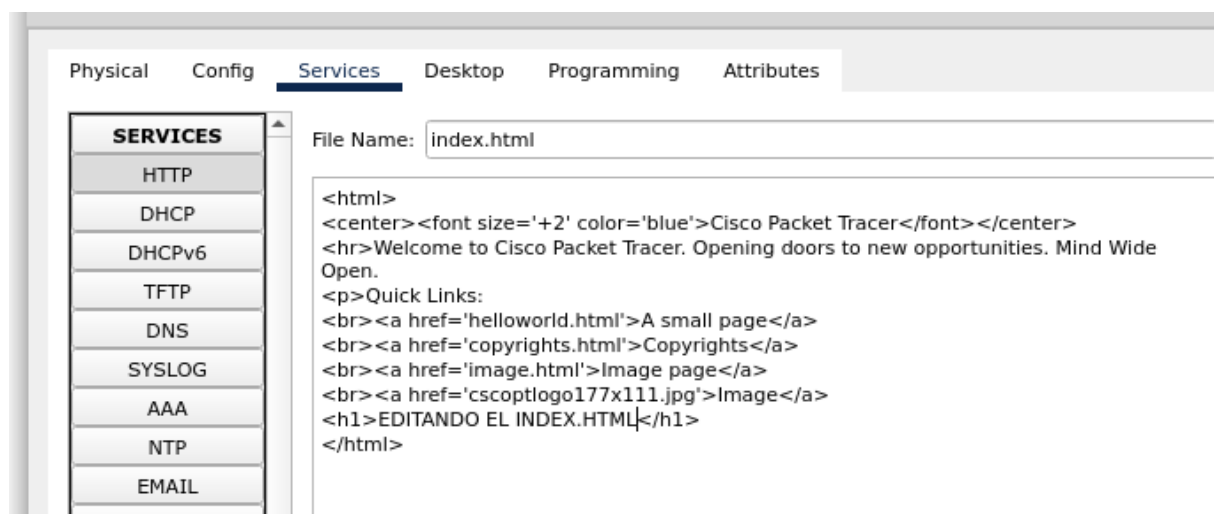 Physical Config Services Desktop Programming Attributes
SERVICES
HTTP
DHCP
DHCPv6
TFTP
DNS
SYSLOG
AAA
NTP
EMAIL
File Name: index.html
<html>
<center><font size='+2' color='blue'>Cisco Packet Tracer</font></center>
<hr>Welcome to Cisco Packet Tracer. Opening doors to new opportunities. Mind Wide
Open.
<p>Quick Links:
<br><a href='helloworld.html'>A small page</a>
<br><a href='copyrights.html'>Copyrights</a>
<br><a href='image.html'>Image page</a>
<br><a href='cscoptlogo177x111.jpg'>Image</a>
<h1>EDITANDO EL INDEX.HTML</h1>
</html>